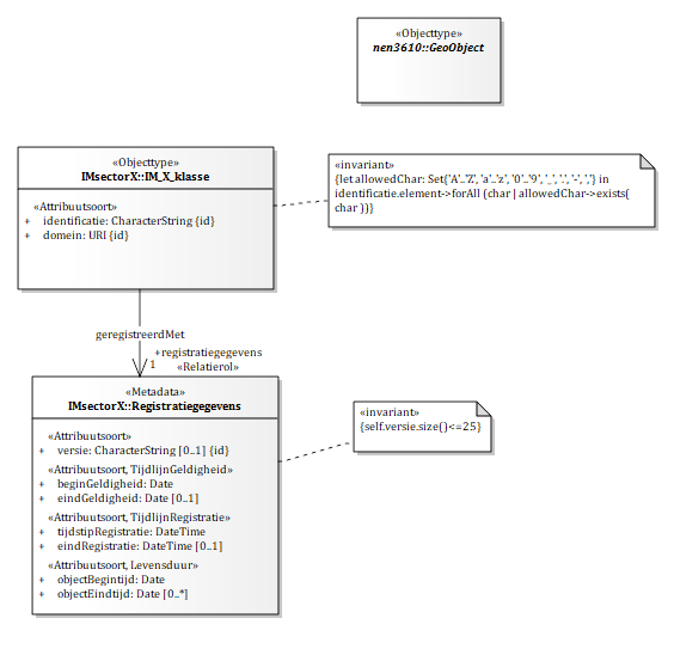 «Objecttype»
nen3610::GeoObject
«Objecttype»
IMsectorX::IM_X_klasse
«Attribuutsoort»
+ identificatie: CharacterString {id}
+ domein: URI {id}
«invariant»
{let allowedChar: Set{'A'..'Z', 'a'..'z', '0'..'9', '_', '.', '-', ','} in
identificatie.element->forAll (char | allowedChar->exists(
char ))}
geregistreerdMet
+registratiegegevens
1 «Relatierol»
«Metadata»
IMsectorX::Registratiegegevens
«Attribuutsoort»
+ versie: CharacterString [0..1] {id}
«Attribuutsoort, TijdlijnGeldigheid»
+ beginGeldigheid: Date
+ eindGeldigheid: Date [0..1]
«Attribuutsoort, TijdlijnRegistratie»
+ tijdstipRegistratie: DateTime
+ eindRegistratie: DateTime [0..1]
«Attribuutsoort, Levensduur»
+ objectBegintijd: Date
+ objectEindtijd: Date [0..*]
«invariant»
{self.versie.size()<=25}